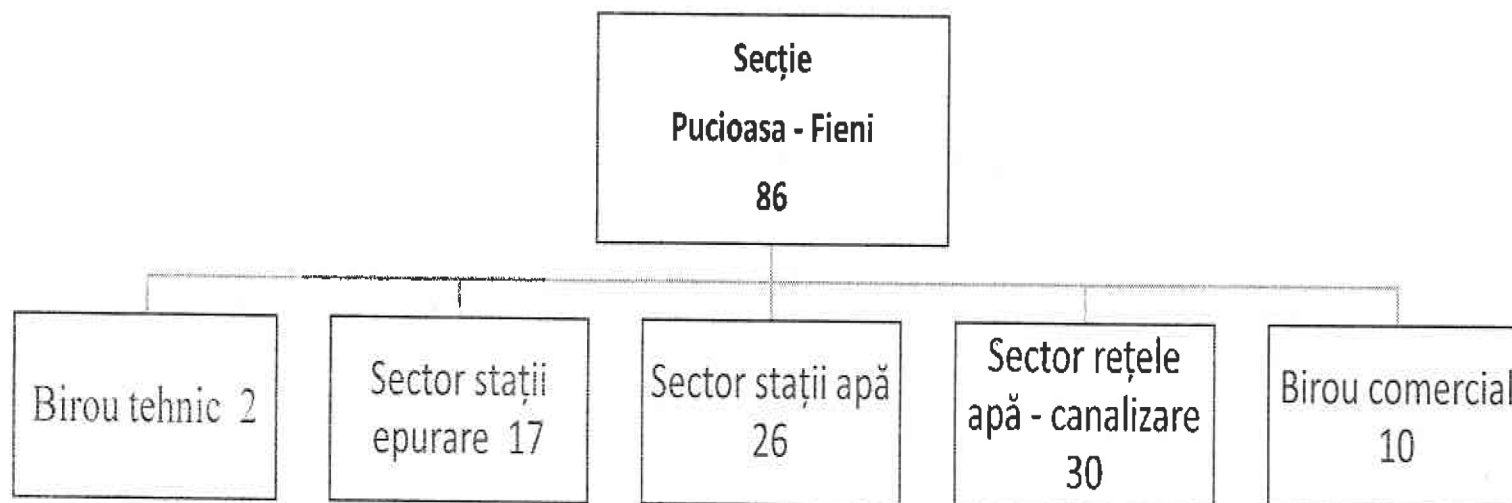 Secție
Pucioasa - Fieni
86
Birou tehnic 2
Sector stații
epurare 17
Sector stații apă
26
Sector rețele
apă - canalizare
30
Birou comercial
10